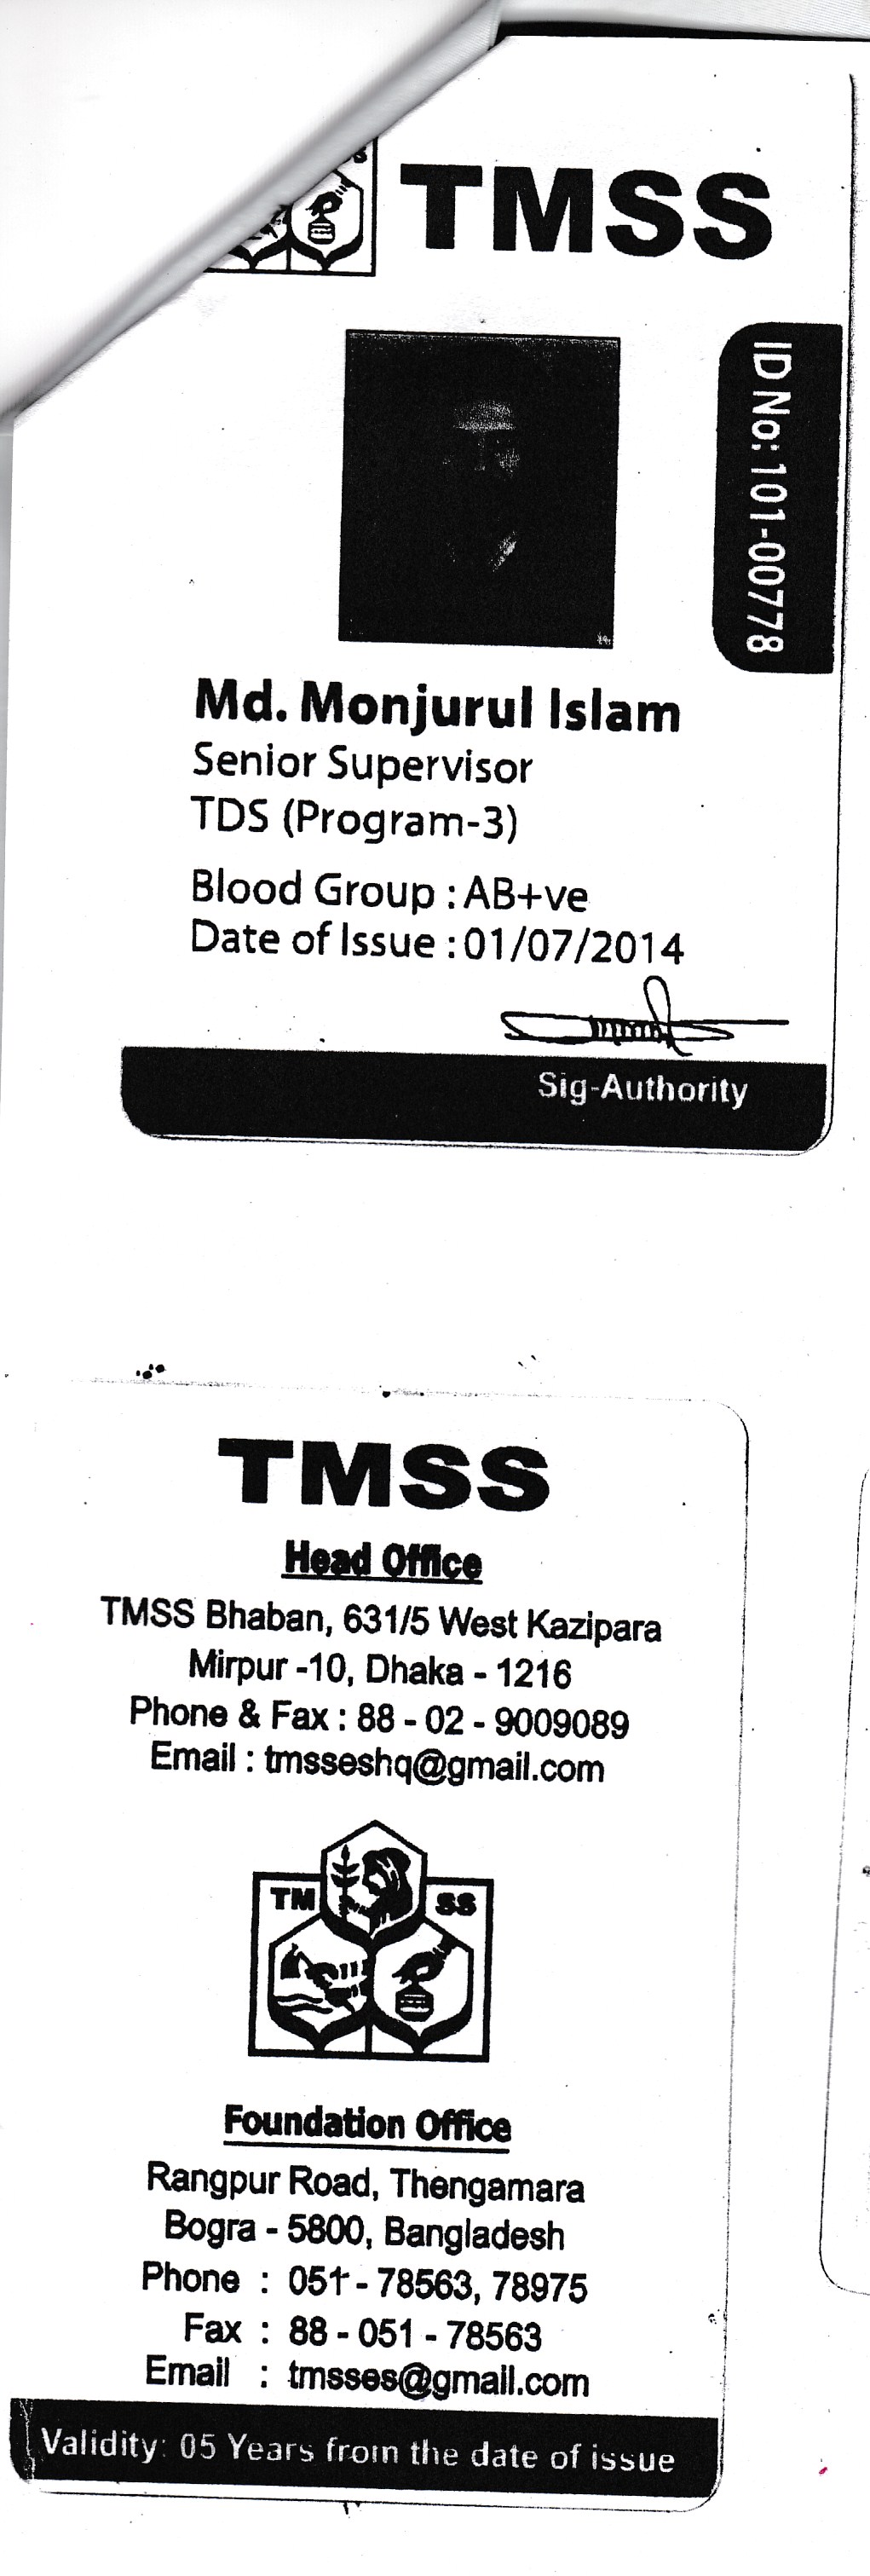 TMSS
ID No: 101-00778
Md. Monjurul Islam
Senior Supervisor
TDS (Program-3)
Blood Group : AB+ve
Date of Issue : 01/07/2014
Sig-Authority
TMSS
Head Office
TMSS Bhaban, 631/5 West Kazipara
Mirpur -10, Dhaka - 1216
Phone & Fax : 88 - 02 - 9009089
Email : tmsseshq@gmail.com
TM SS
Foundation Office
Rangpur Road, Thengamara
Bogra - 5800, Bangladesh
Phone : 051 - 78563, 78975
Fax : 88 - 051 - 78563
Email : tmsses@gmail.com
Validity: 05 Years from the date of issue